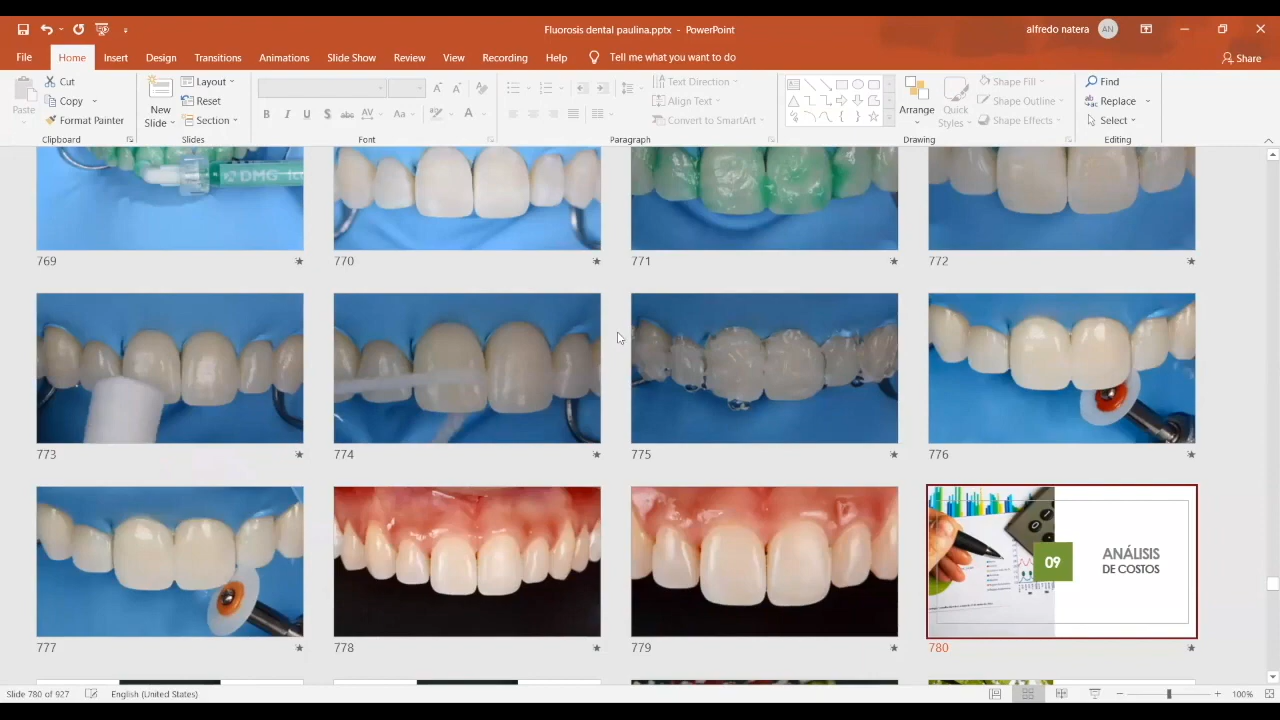 Fluorosis dental paulina.pptx - PowerPoint
alfredo natera
AN
File Home Insert Design Transitions Animations Slide Show Review View Recording Help Tell me what you want to do
Share
Paste
Cut
Copy
Format Painter
Clipboard
New Slide
Layout
Reset
Section
Slides
B I U S abc AV Aa A
Font
Text Direction
Align Text
Convert to SmartArt
Paragraph
Arrange
Quick Styles
Shape Fill
Shape Outline
Shape Effects
Drawing
Find
Replace
Select
Editing
DMG
769 770 771 772
773 774 775 776
09
ANÁLISIS
DE COSTOS
777 778 779 780
Slide 780 of 927 English (United States)
100%